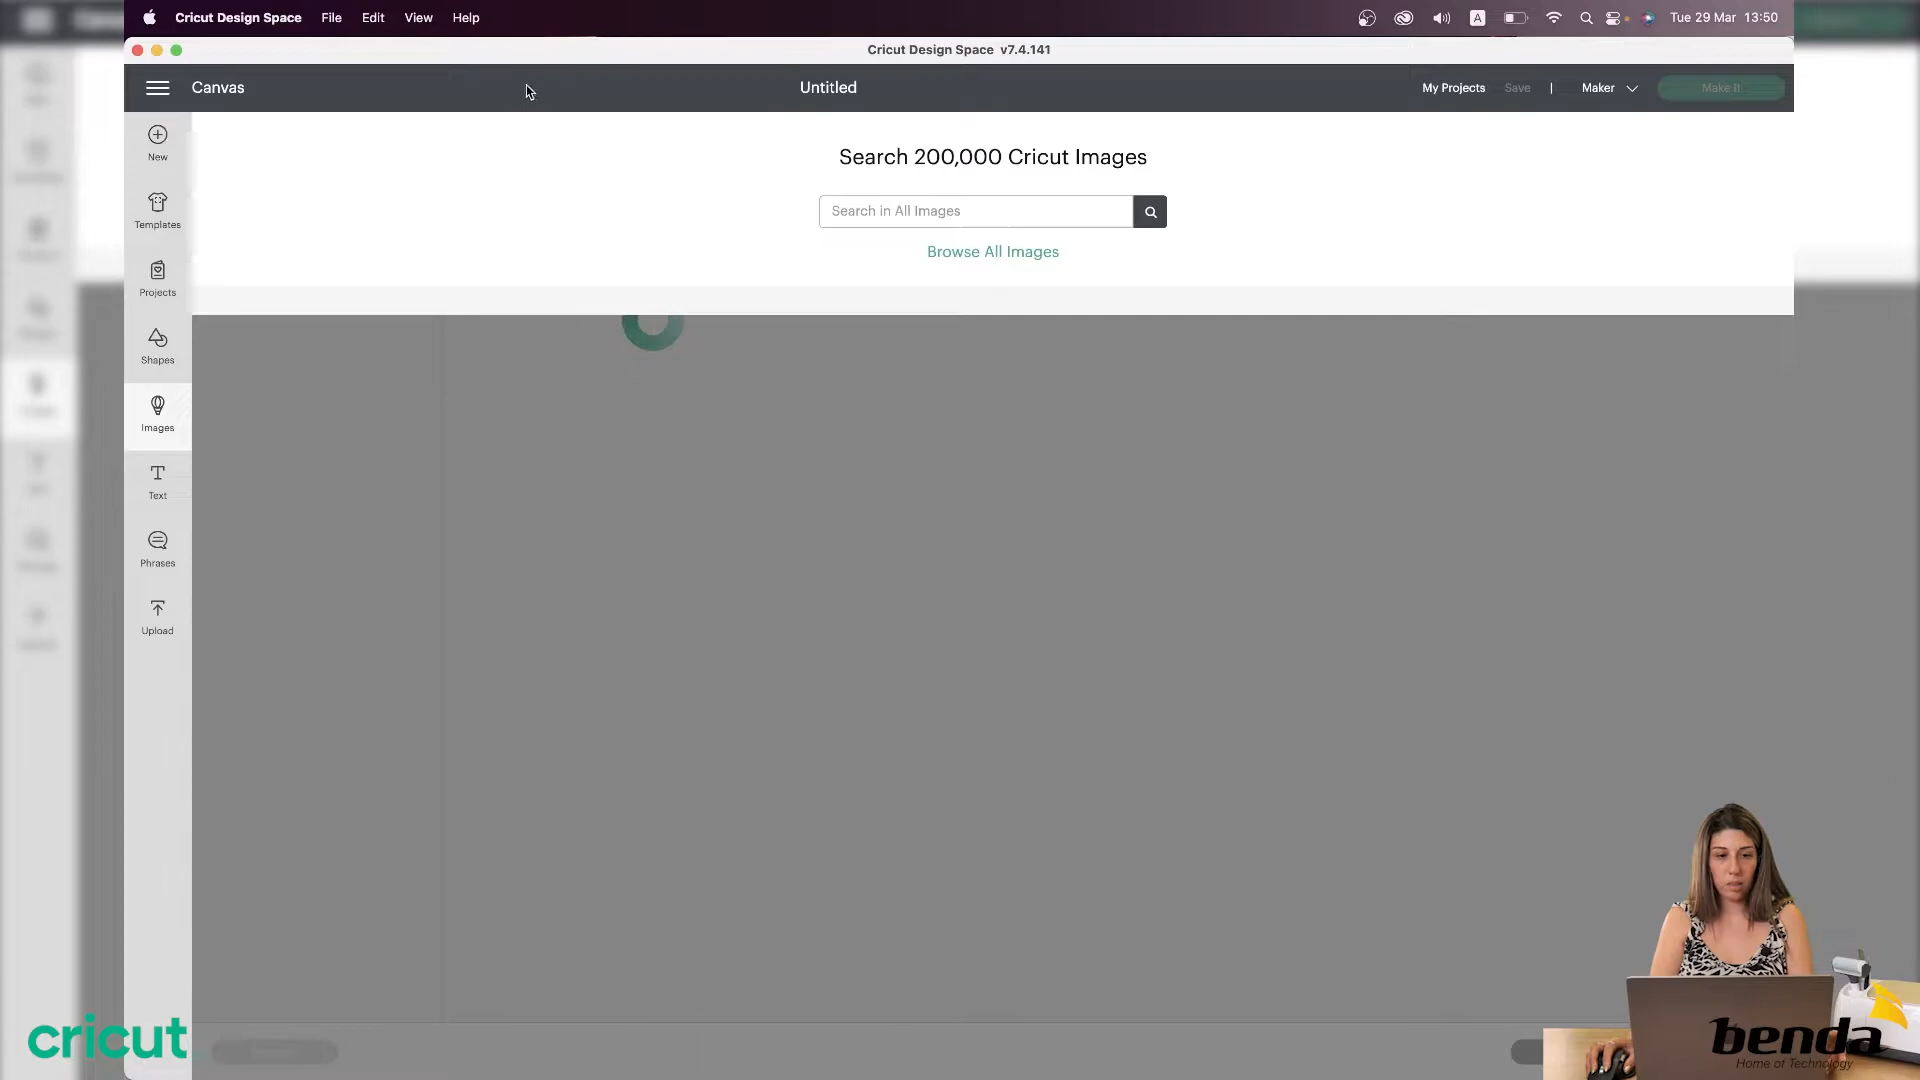 Cricut Design Space File Edit View Help
A
Tue 29 Mar 13:50
Cricut Design Space v7.4.141
Canvas
Untitled
My Projects
Save
|
Maker
Make It
New
Templates
Projects
Shapes
Images
Text
Phrases
Upload
Search 200,000 Cricut Images
Search in All Images
Browse All Images
cricut
benda
Home of Technology